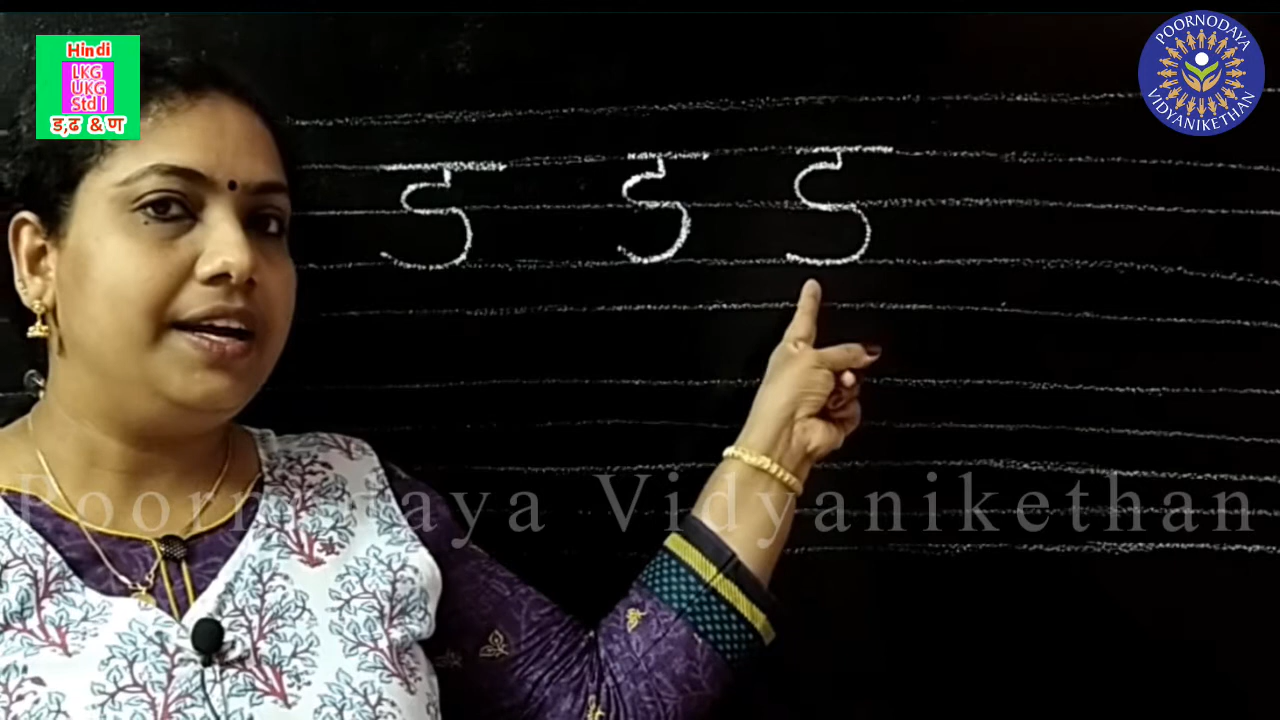 Hindi
LKG
UKG
Std I
ड,ढ & ण
POORNODAYA
VIDYANIKETHAN
ड ड ड
Poornodaya Vidyanikethan